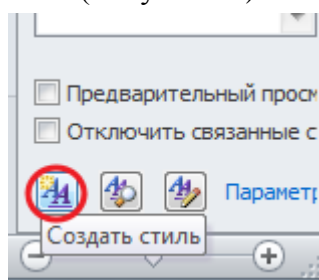 Предварительный просм
Отключить связанные с
Параметр
Создать стиль